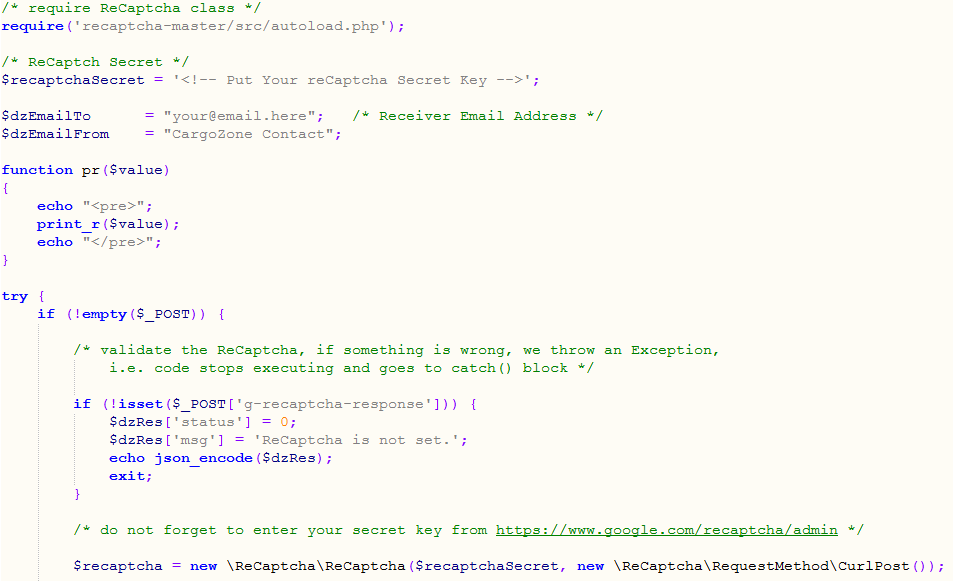 /* require ReCaptcha class */
require('recaptcha-master/src/autoload.php');
/* ReCaptch Secret */
$recaptchaSecret = '<!-- Put Your reCaptcha Secret Key -->';
$dzEmailTo      = "your@email.here";   /* Receiver Email Address */
$dzEmailFrom    = "CargoZone Contact";
function pr($value)
{
    echo "<pre>";
    print_r($value);
    echo "</pre>";
}
try {
    if (!empty($_POST)) {
        /* validate the ReCaptcha, if something is wrong, we throw an Exception,
            i.e. code stops executing and goes to catch() block */
        if (!isset($_POST['g-recaptcha-response'])) {
            $dzRes['status'] = 0;
            $dzRes['msg'] = 'ReCaptcha is not set.';
            echo json_encode($dzRes);
            exit;
        }
        /* do not forget to enter your secret key from https://www.google.com/recaptcha/admin */
        $recaptcha = new \ReCaptcha\ReCaptcha($recaptchaSecret, new \ReCaptcha\RequestMethod\CurlPost());